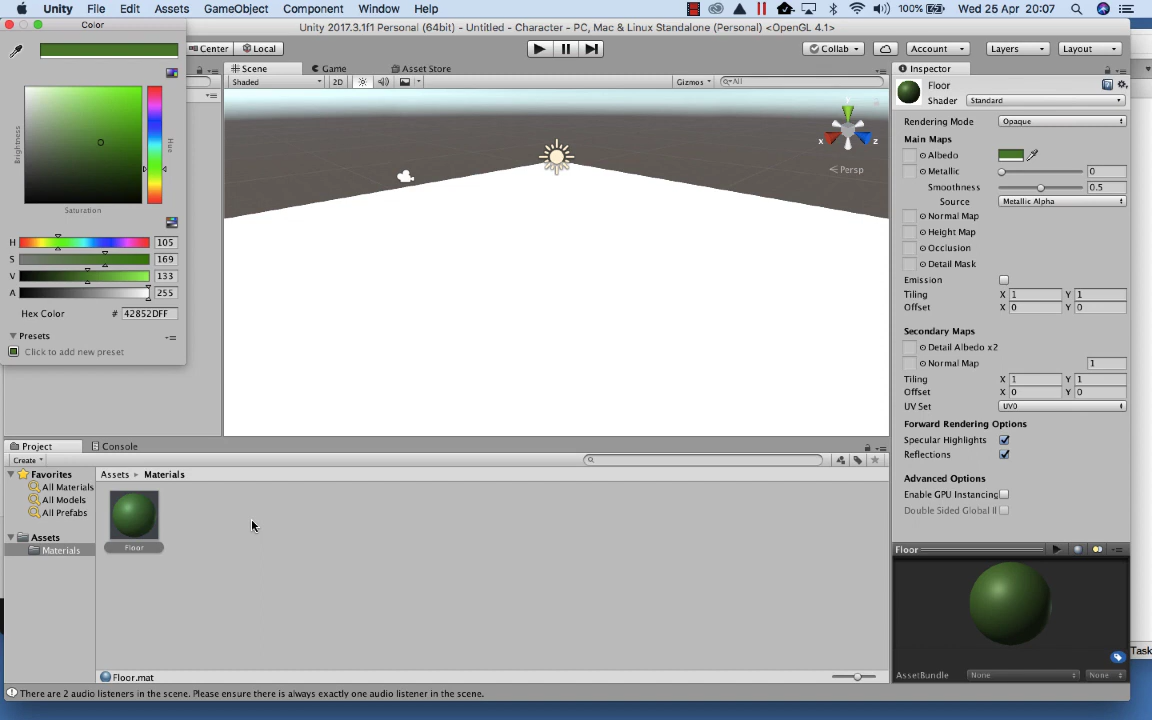 Unity File Edit Assets GameObject Component Window Help 100% Wed 25 Apr 20:07
Color
Unity 2017.3.1f1 Personal (64bit) - Untitled - Character - PC, Mac & Linux Standalone (Personal) <OpenGL 4.1>
Center Local Collab Account Layers Layout
Scene Game Asset Store
Shaded 2D Gizmos All
Brightness
Hue
Saturation
H 105
S 169
V 133
A 255
Hex Color # 42852DFF
Presets
Click to add new preset
x z
Persp
Inspector
Floor
Shader Standard
Rendering Mode Opaque
Main Maps
Albedo
Metallic 0
Smoothness 0.5
Source Metallic Alpha
Normal Map
Height Map
Occlusion
Detail Mask
Emission
Tiling X 1 Y 1
Offset X 0 Y 0
Secondary Maps
Detail Albedo x2
Normal Map 1
Tiling X 1 Y 1
Offset X 0 Y 0
UV Set UV0
Forward Rendering Options
Specular Highlights
Reflections
Advanced Options
Enable GPU Instancing
Double Sided Global Il
Floor
AssetBundle None None
Project Console
Create
Favorites
All Materials
All Models
All Prefabs
Assets
Materials
Assets Materials
Floor
Floor.mat
There are 2 audio listeners in the scene. Please ensure there is always exactly one audio listener in the scene.
Task